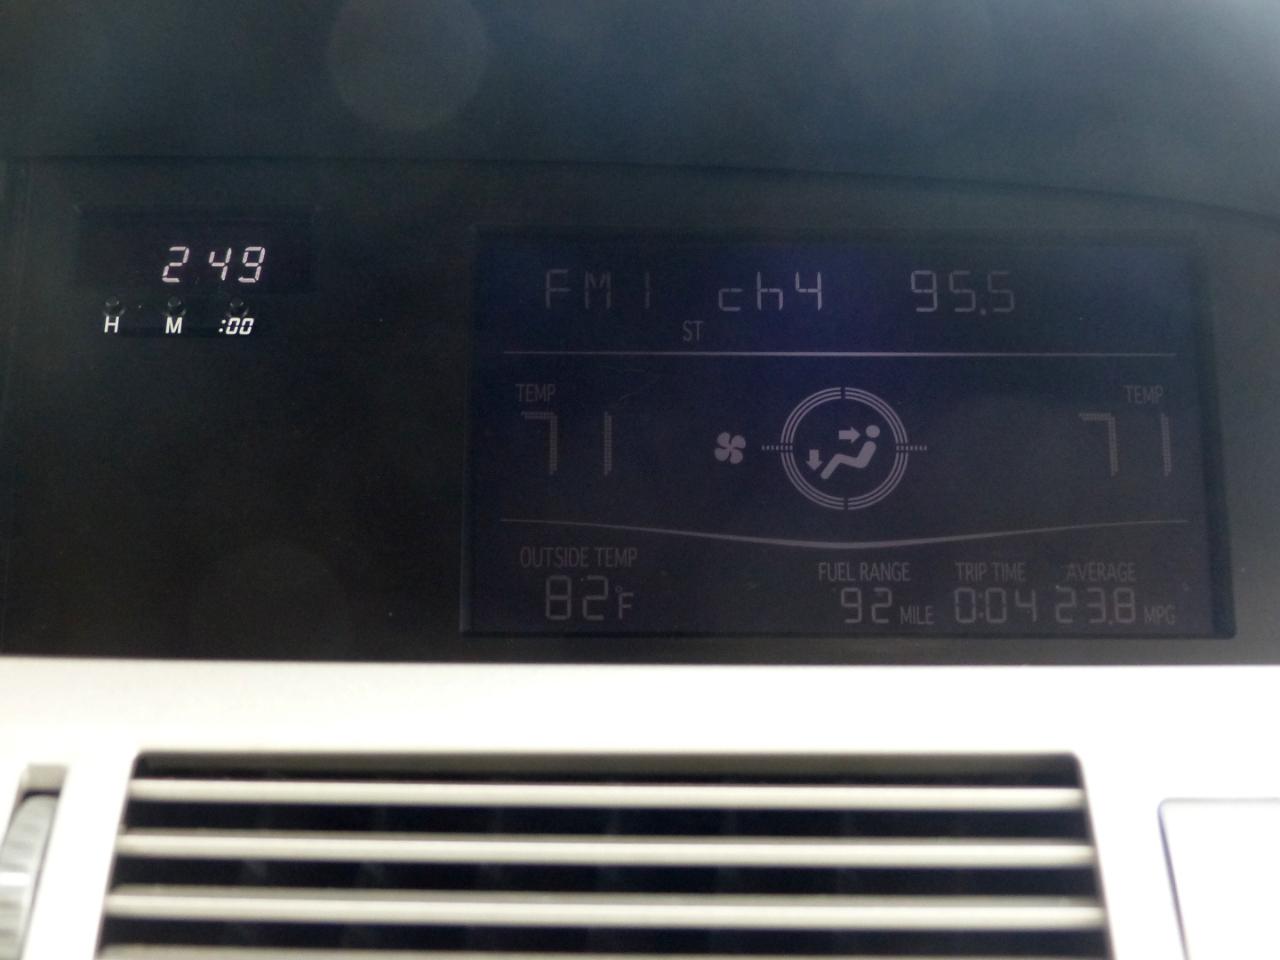 2 49
H M :00
FM1 ch4 95.5
ST
TEMP TEMP
71 71
OUTSIDE TEMP
82°F
FUEL RANGE TRIP TIME AVERAGE
92 MILE 0:04 23.8 MPG